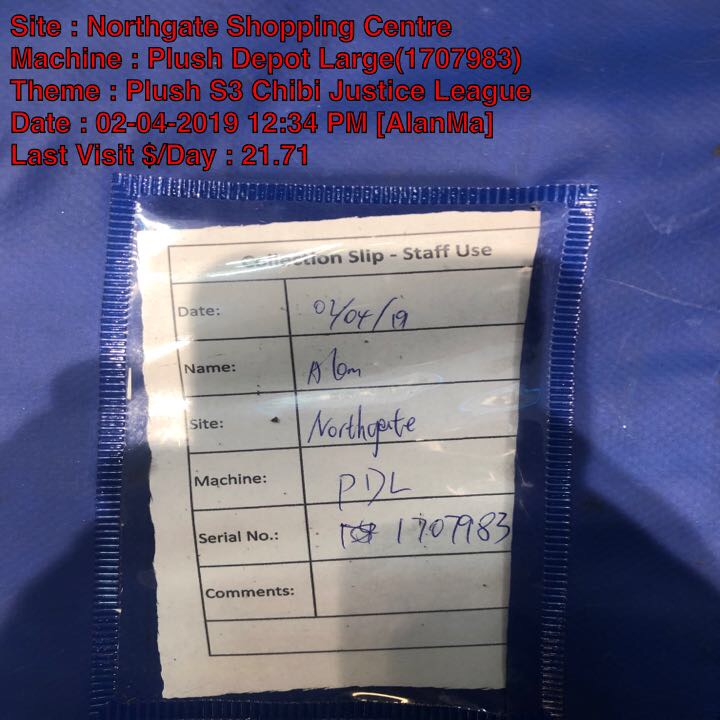 Site : Northgate Shopping Centre
Machine : Plush Depot Large(1707983)
Theme : Plush S3 Chibi Justice League
Date : 02-04-2019 12:34 PM [AlanMa]
Last Visit $/Day : 21.71
Collection Slip - Staff Use
Date: 02/04/19
Name: Alan
Site: Northgate
Machine: PDL
Serial No.: 1707983
Comments: